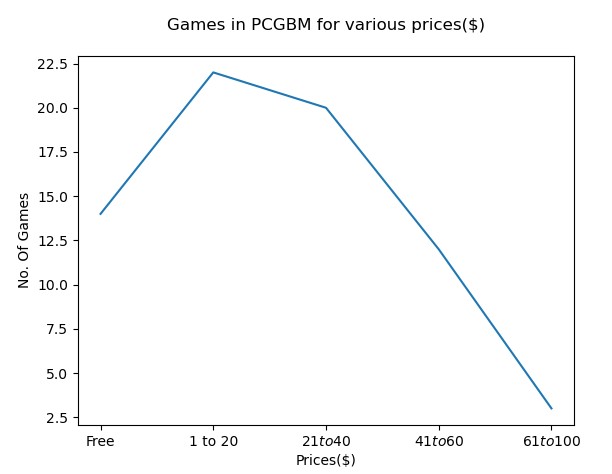 Games in PCGBM for various prices($)
22.5
20.0
17.5
15.0
12.5
10.0
7.5
5.0
2.5
No. Of Games
Free
1 to 20
21to40
41to60
61to100
Prices($)